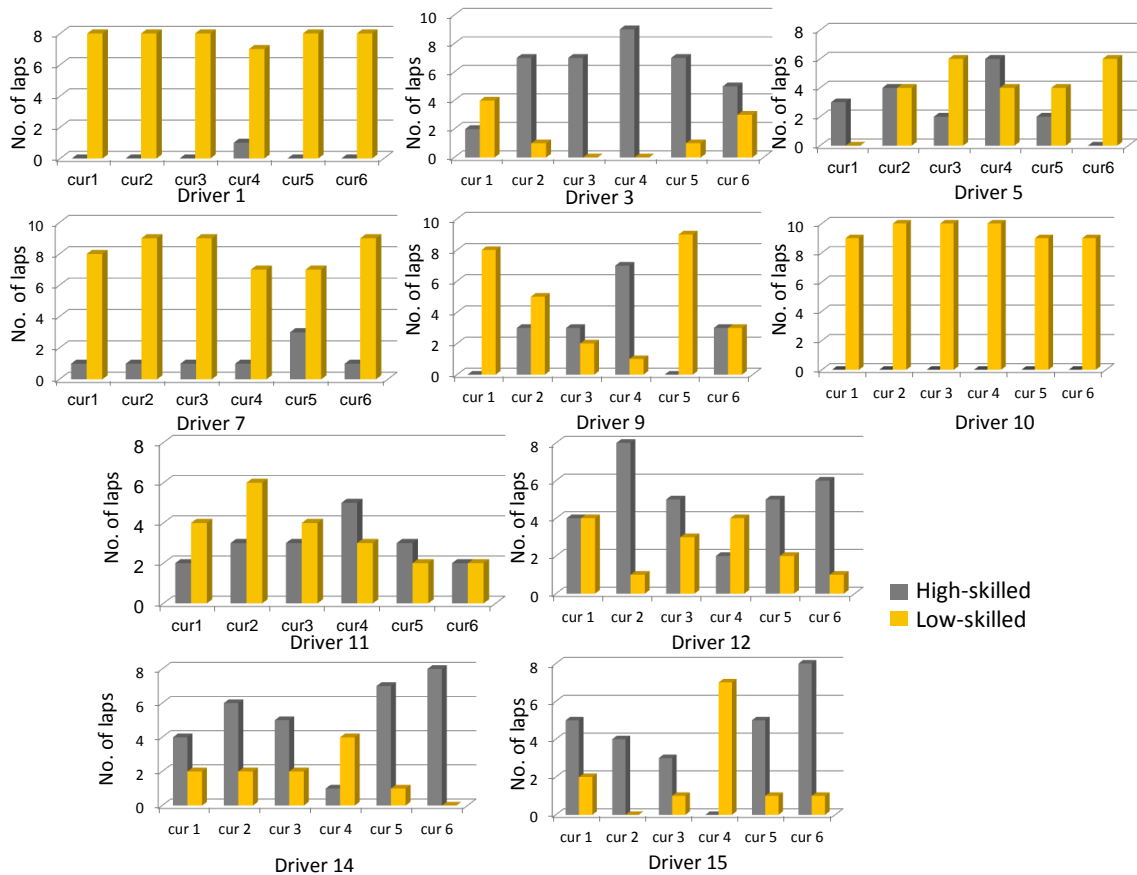 No. of laps
8
6
4
2
0
cur1 cur2 cur3 cur4 cur5 cur6
Driver 1
No. of laps
10
8
6
4
2
0
cur 1 cur 2 cur 3 cur 4 cur 5 cur 6
Driver 3
No. of laps
8
6
4
2
0
cur1 cur2 cur3 cur4 cur5 cur6
Driver 5
No. of laps
10
8
6
4
2
0
cur1 cur2 cur3 cur4 cur5 cur6
Driver 7
No. of laps
10
8
6
4
2
0
cur 1 cur 2 cur 3 cur 4 cur 5 cur 6
Driver 9
No. of laps
10
8
6
4
2
0
cur 1 cur 2 cur 3 cur 4 cur 5 cur 6
Driver 10
No. of laps
8
6
4
2
0
cur1 cur2 cur3 cur4 cur5 cur6
Driver 11
No. of laps
8
6
4
2
0
cur 1 cur 2 cur 3 cur 4 cur 5 cur 6
Driver 12
High-skilled
Low-skilled
No. of laps
8
6
4
2
0
cur 1 cur 2 cur 3 cur 4 cur 5 cur 6
Driver 14
No. of laps
8
6
4
2
0
cur 1 cur 2 cur 3 cur 4 cur 5 cur 6
Driver 15